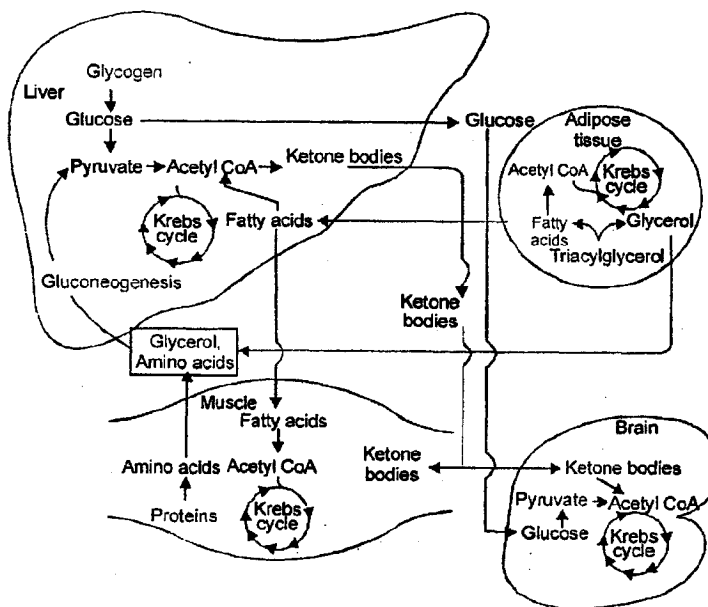 Liver
Glycogen
Glucose
Pyruvate
Acetyl CoA
Ketone bodies
Krebs
cycle
Fatty acids
Gluconeogenesis
Glucose
Adipose
tissue
Acetyl CoA
Krebs
cycle
Fatty
acids
Glycerol
Triacylglycerol
Ketone
bodies
Glycerol,
Amino acids
Muscle
Fatty acids
Amino acids
Acetyl CoA
Proteins
Krebs
cycle
Ketone
bodies
Brain
Ketone bodies
Pyruvate
Acetyl CoA
Glucose
Krebs
cycle